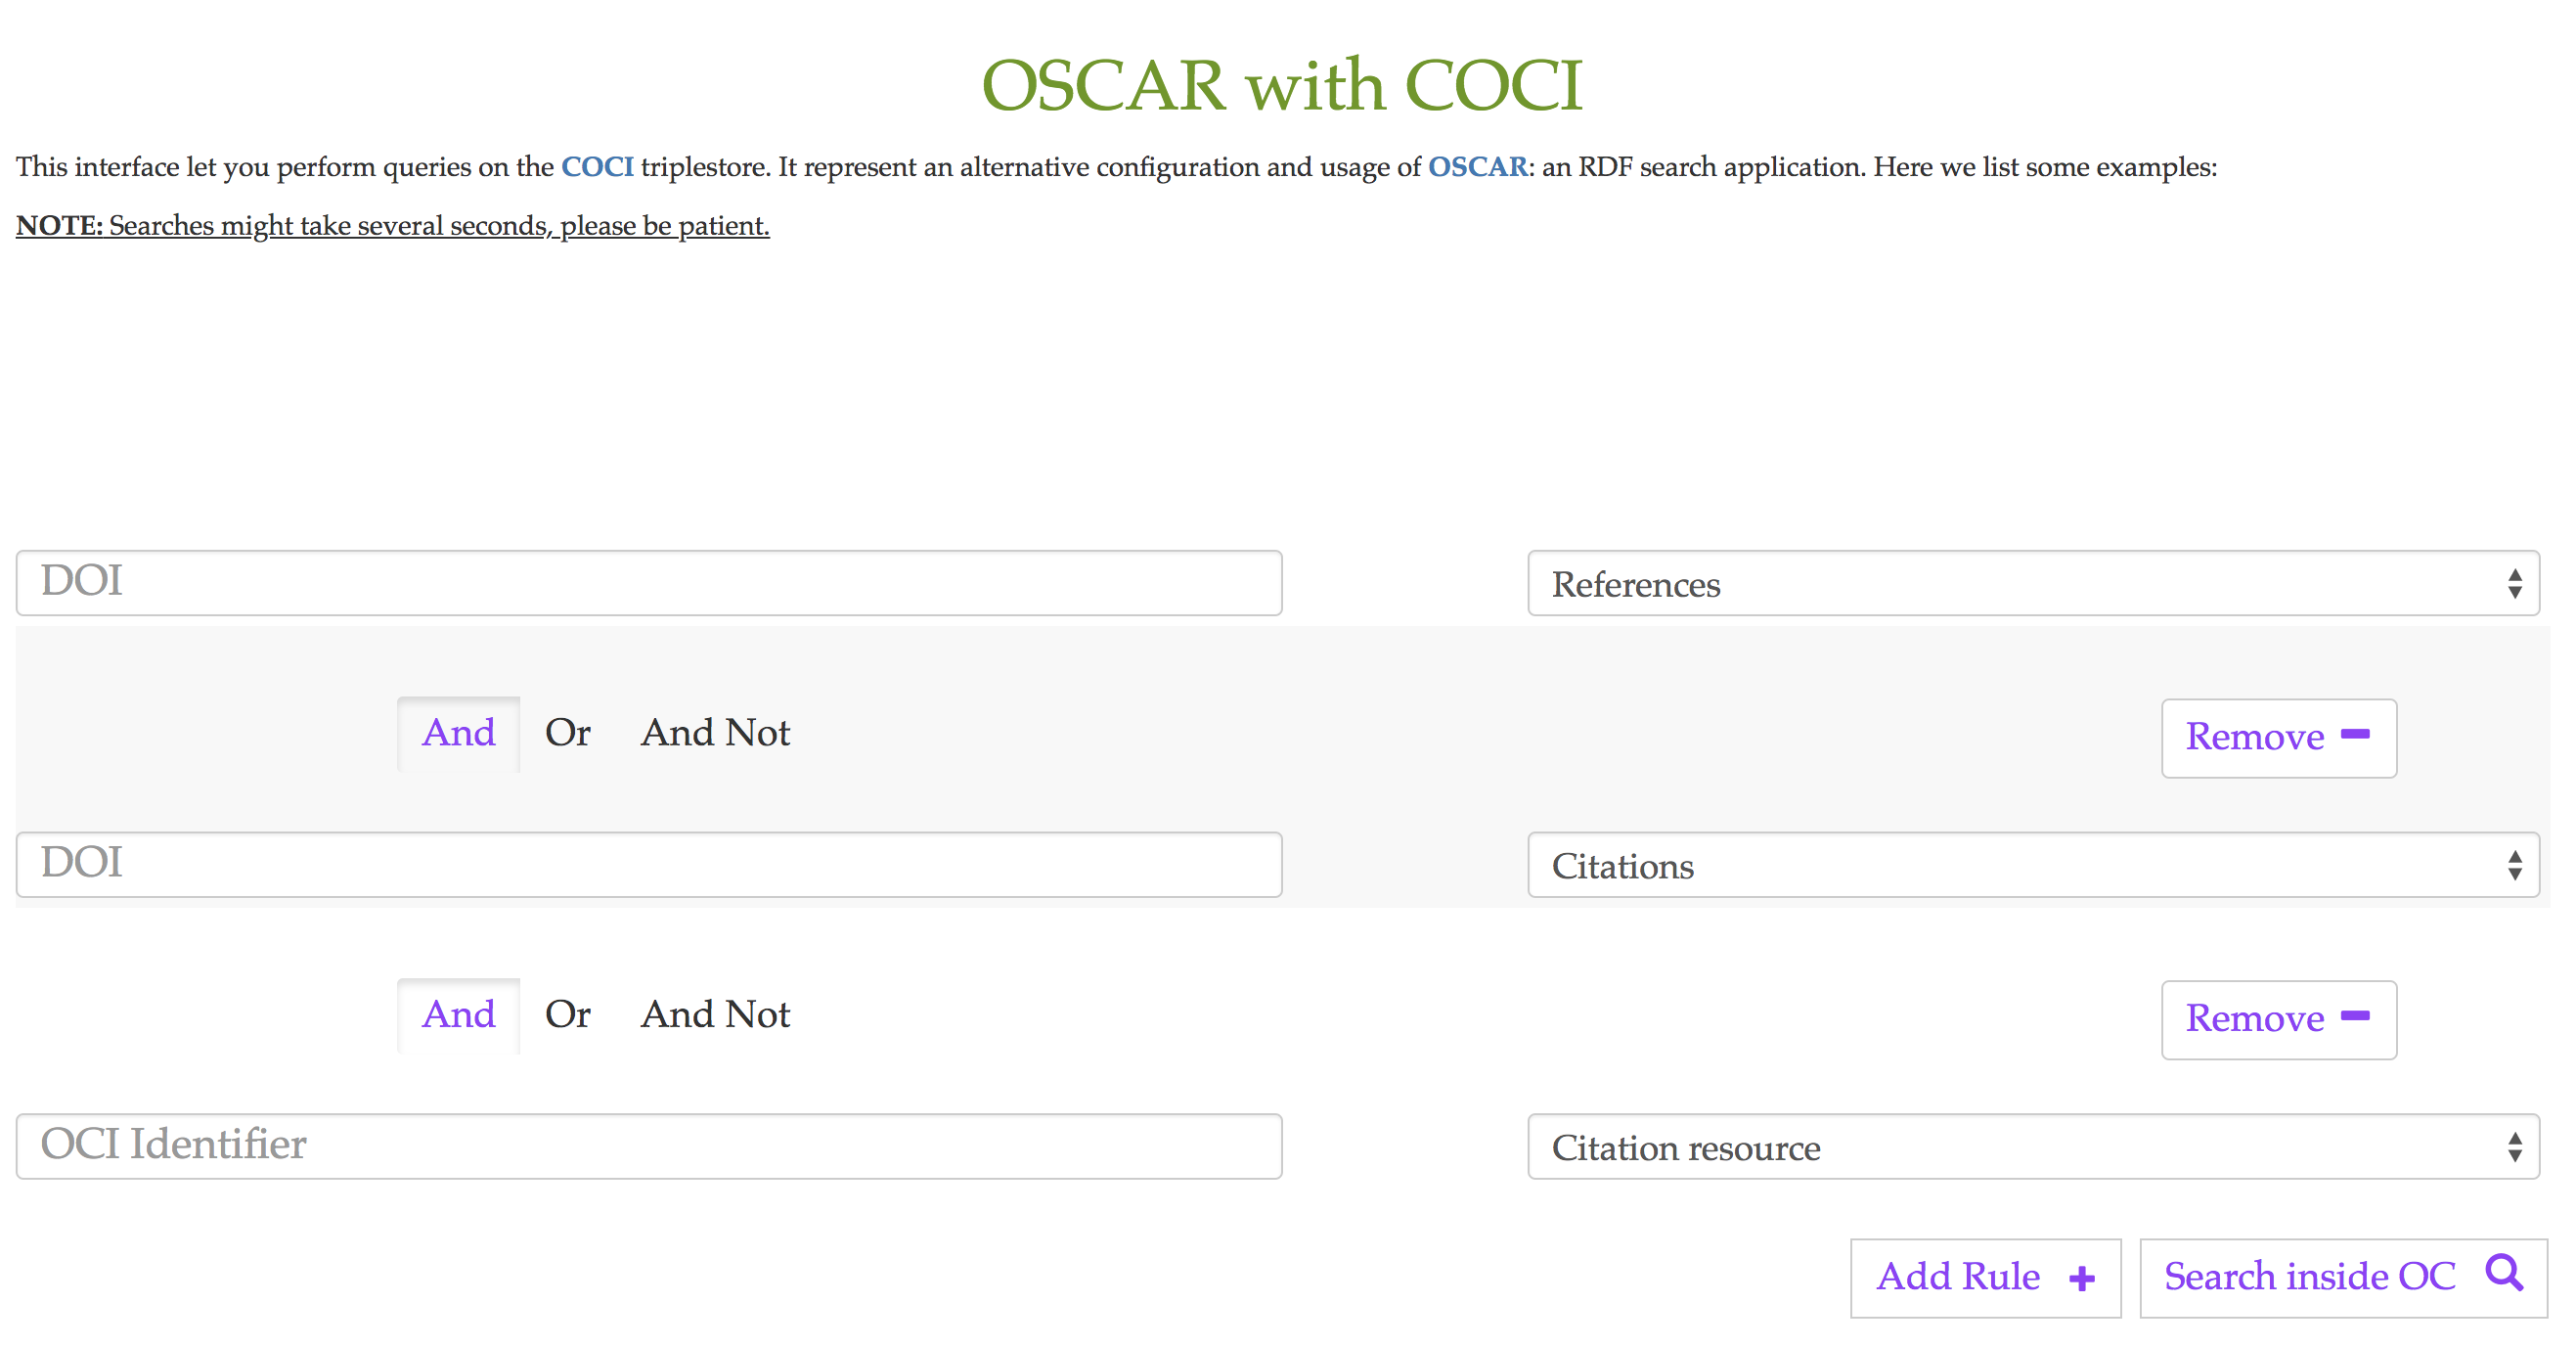 OSCAR with COCI
This interface let you perform queries on the COCI triplestore. It represent an alternative configuration and usage of OSCAR: an RDF search application. Here we list some examples:
NOTE: Searches might take several seconds, please be patient.
DOI References
And Or And Not Remove
DOI Citations
And Or And Not Remove
OCI Identifier Citation resource
Add Rule Search inside OC